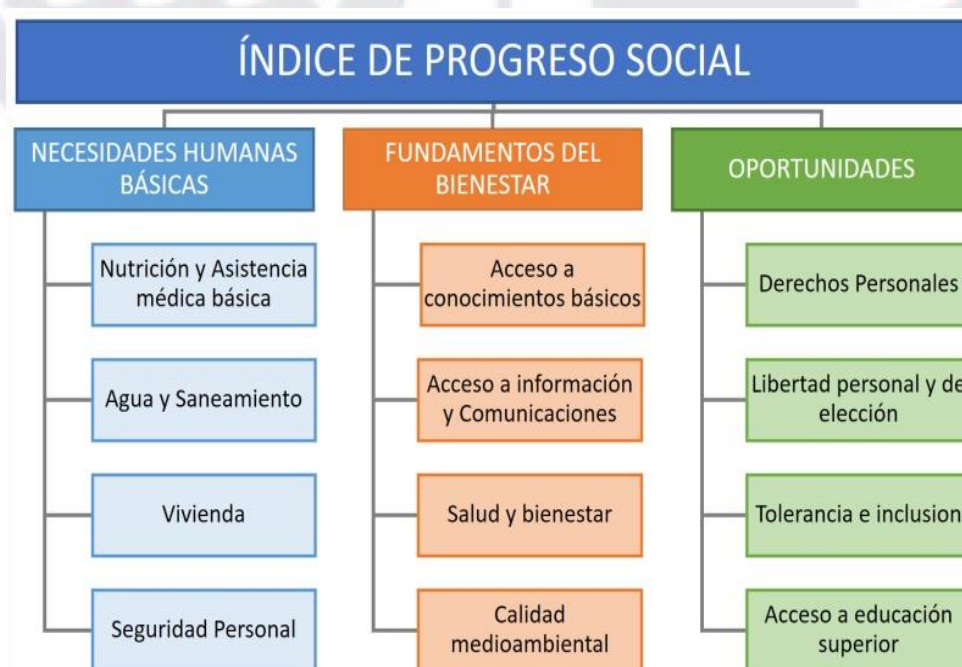 ÍNDICE DE PROGRESO SOCIAL
NECESIDADES HUMANAS
BÁSICAS
Nutrición y Asistencia
médica básica
Agua y Saneamiento
Vivienda
Seguridad Personal
FUNDAMENTOS DEL
BIENESTAR
Acceso a
conocimientos básicos
Acceso a información
y Comunicaciones
Salud y bienestar
Calidad
medioambiental
OPORTUNIDADES
Derechos Personales
Libertad personal y de
elección
Tolerancia e inclusion
Acceso a educación
superior